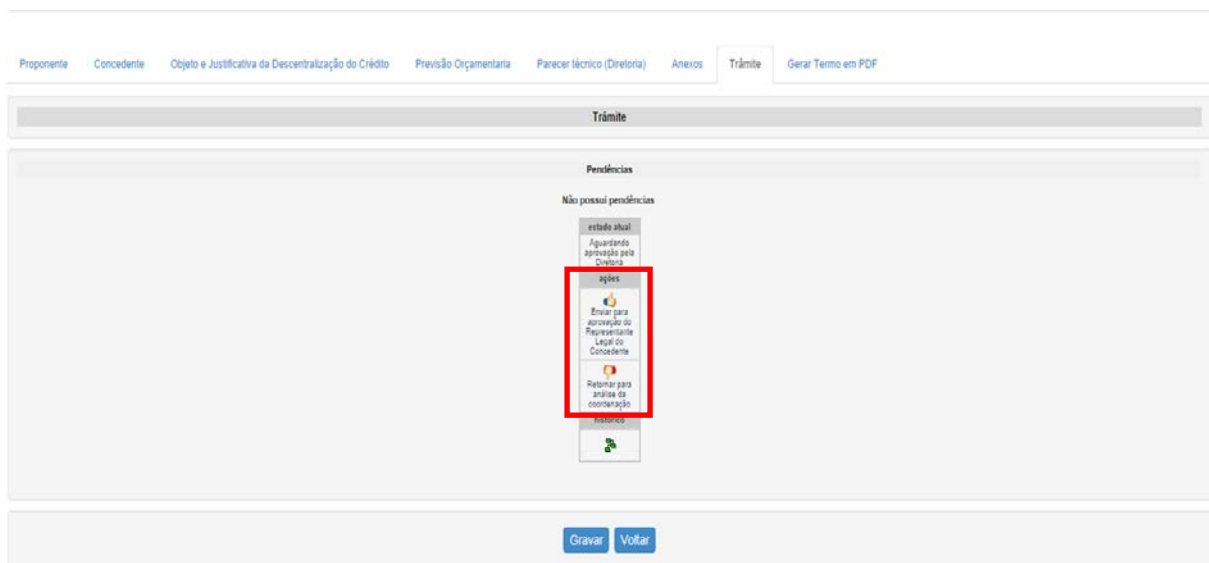 Proponente Concedente Objeto e Justificativa da Descentralização do Crédito Previsão Orçamentaria Parecer técnico (Diretoria) Anexos Trâmite Gerar Termo em PDF
Trâmite
Pendências
Não possui pendências
estado atual
Aguardando
aprovação pela
Diretoria
ações
Enviar para
aprovação do
Representante
Legal do
Concedente
Retornar para
análise da
coordenação
histórico
Gravar Voltar